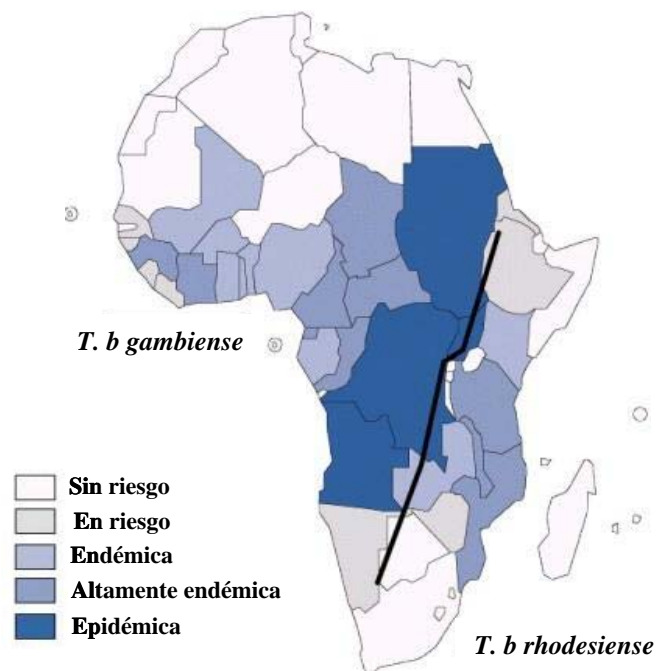 T. b gambiense
Sin riesgo
En riesgo
Endémica
Altamente endémica
Epidémica
T. b rhodesiense